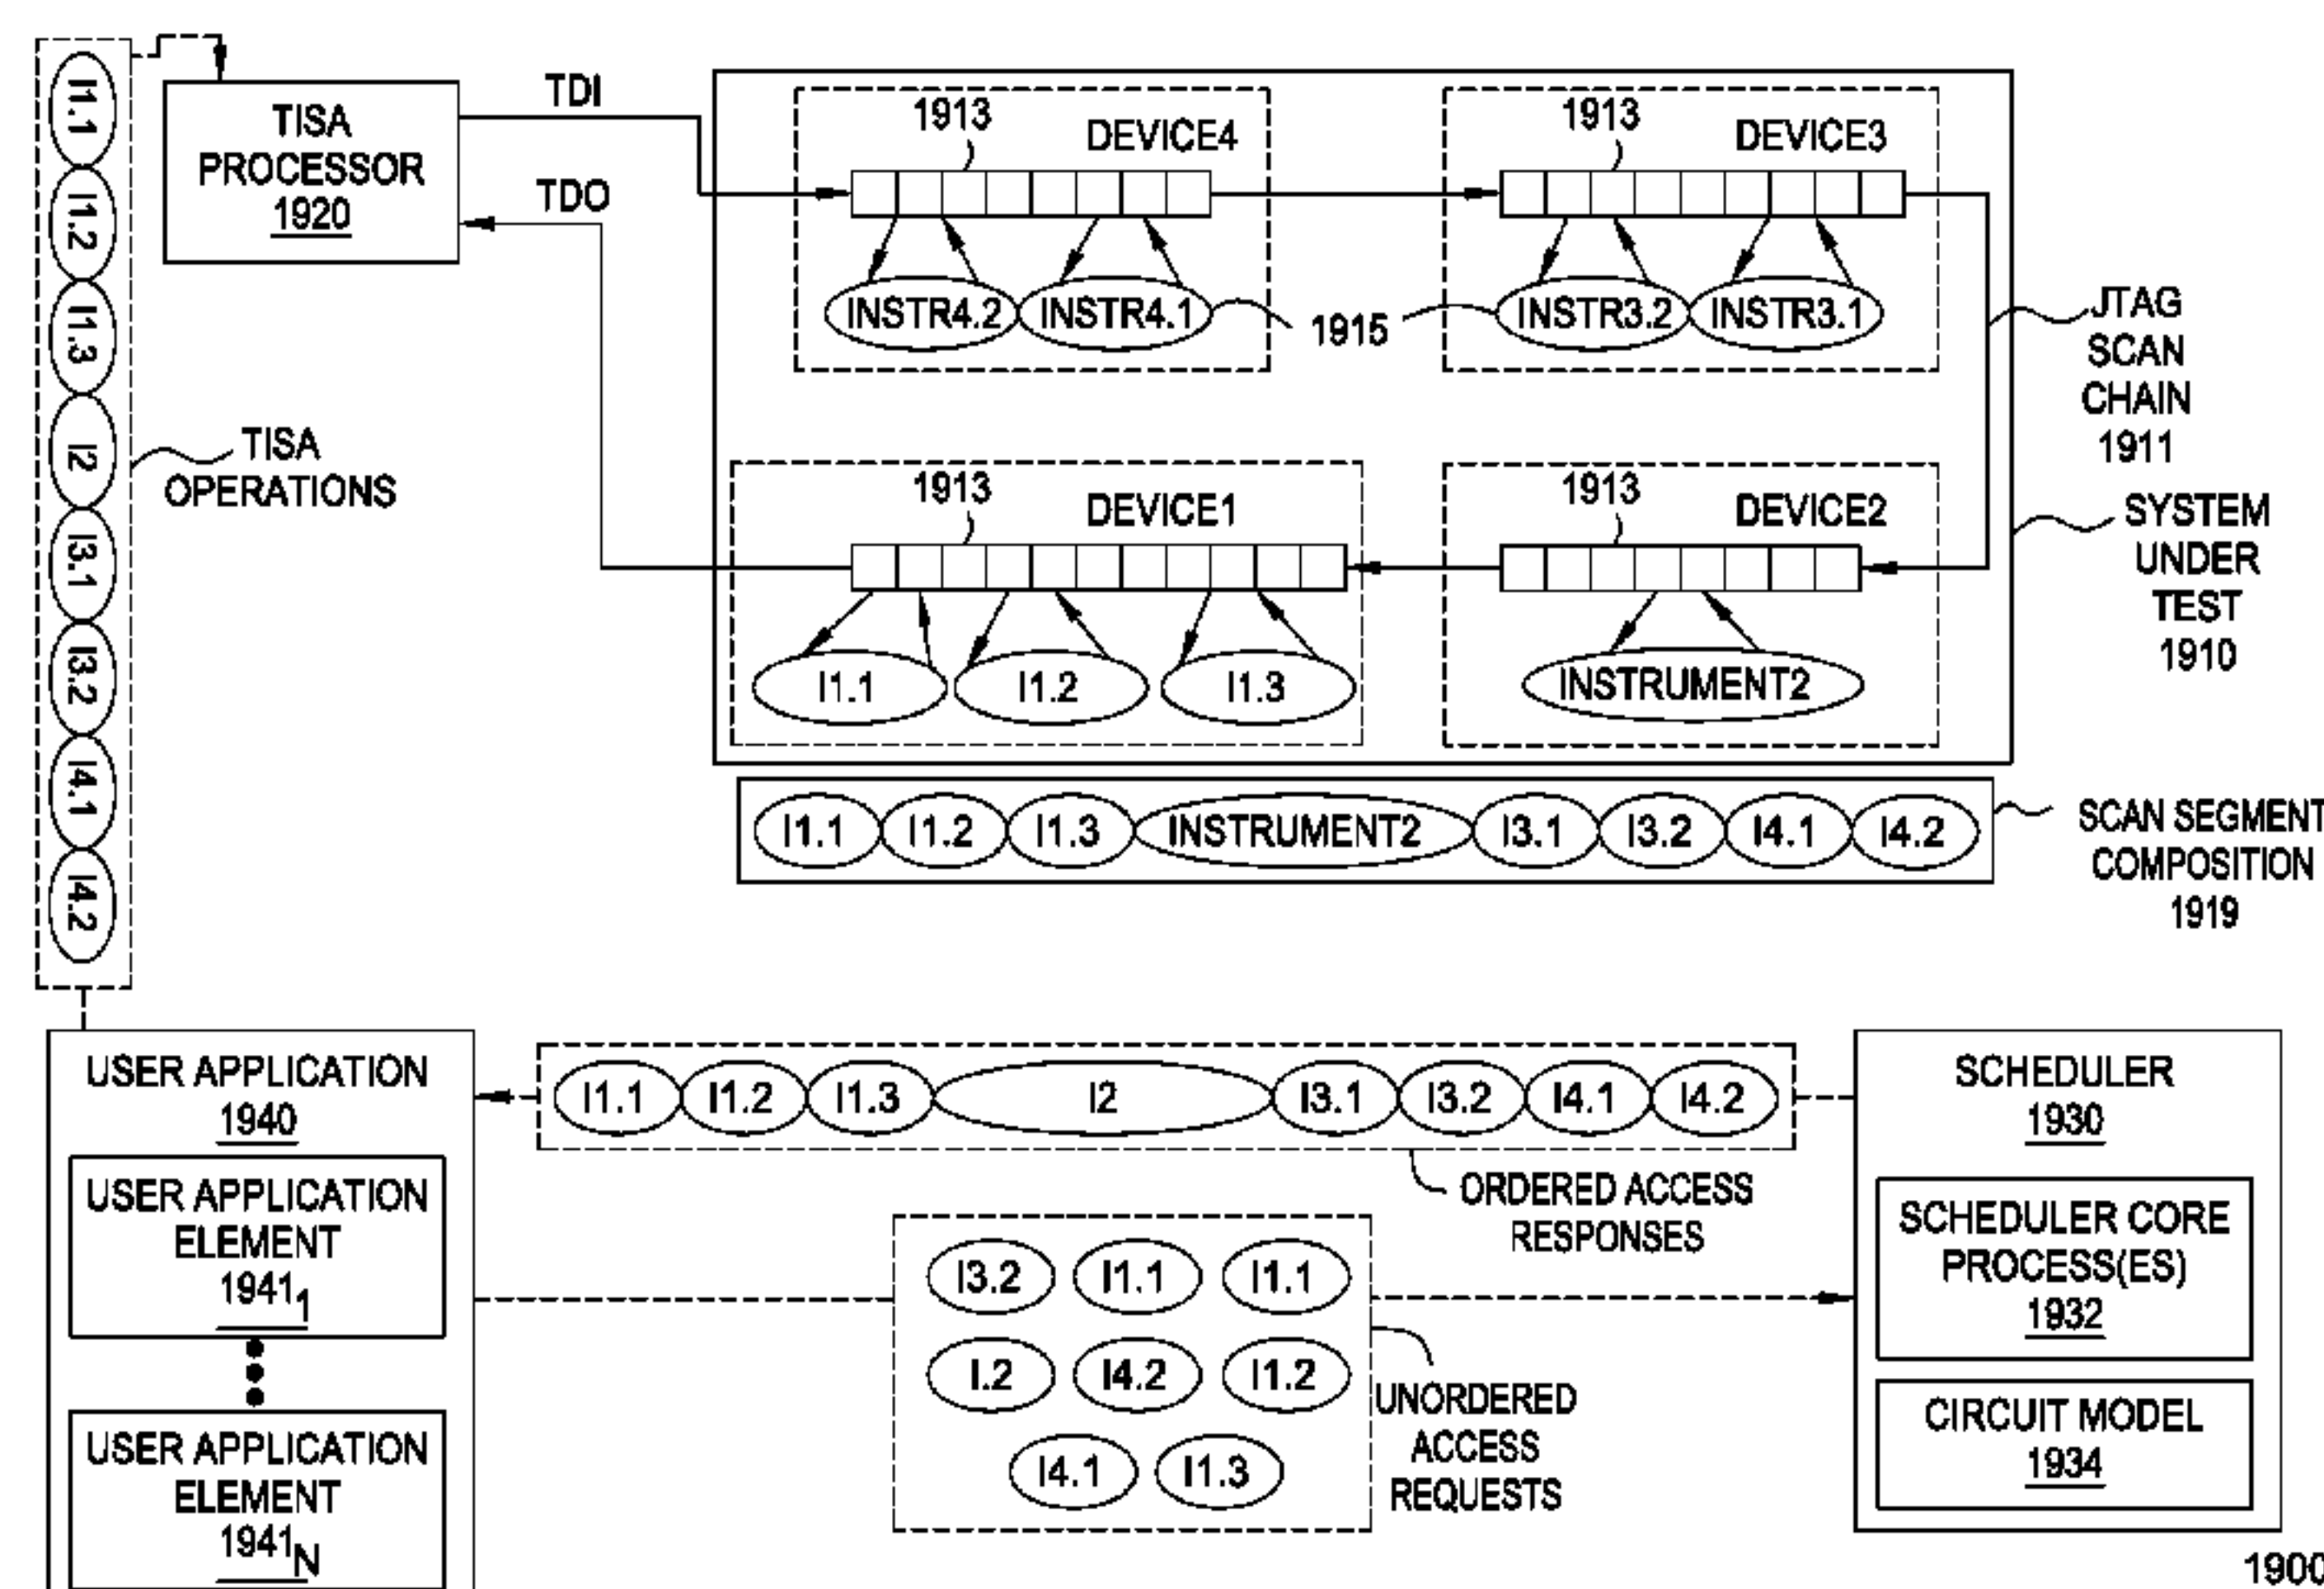 I1.1
I1.2
I1.3
I2
I3.1
I3.2
I4.1
I4.2
TISA
OPERATIONS
TISA
PROCESSOR
1920
TDI
TDO
1913
DEVICE4
INSTR4.2
INSTR4.1
1915
1913
DEVICE3
INSTR3.2
INSTR3.1
JTAG
SCAN
CHAIN
1911
1913
DEVICE1
I1.1
I1.2
I1.3
1913
DEVICE2
INSTRUMENT2
SYSTEM
UNDER
TEST
1910
I1.1 I1.2 I1.3 INSTRUMENT2 I3.1 I3.2 I4.1 I4.2
SCAN SEGMENT
COMPOSITION
1919
USER APPLICATION
1940
USER APPLICATION
ELEMENT
1941 1
USER APPLICATION
ELEMENT
1941 N
I1.1 I1.2 I1.3 I2 I3.1 I3.2 I4.1 I4.2
ORDERED ACCESS
RESPONSES
I3.2 I1.1 I1.1
I.2 I4.2 I1.2
I4.1 I1.3
UNORDERED
ACCESS
REQUESTS
SCHEDULER
1930
SCHEDULER CORE
PROCESS(ES)
1932
CIRCUIT MODEL
1934
1900